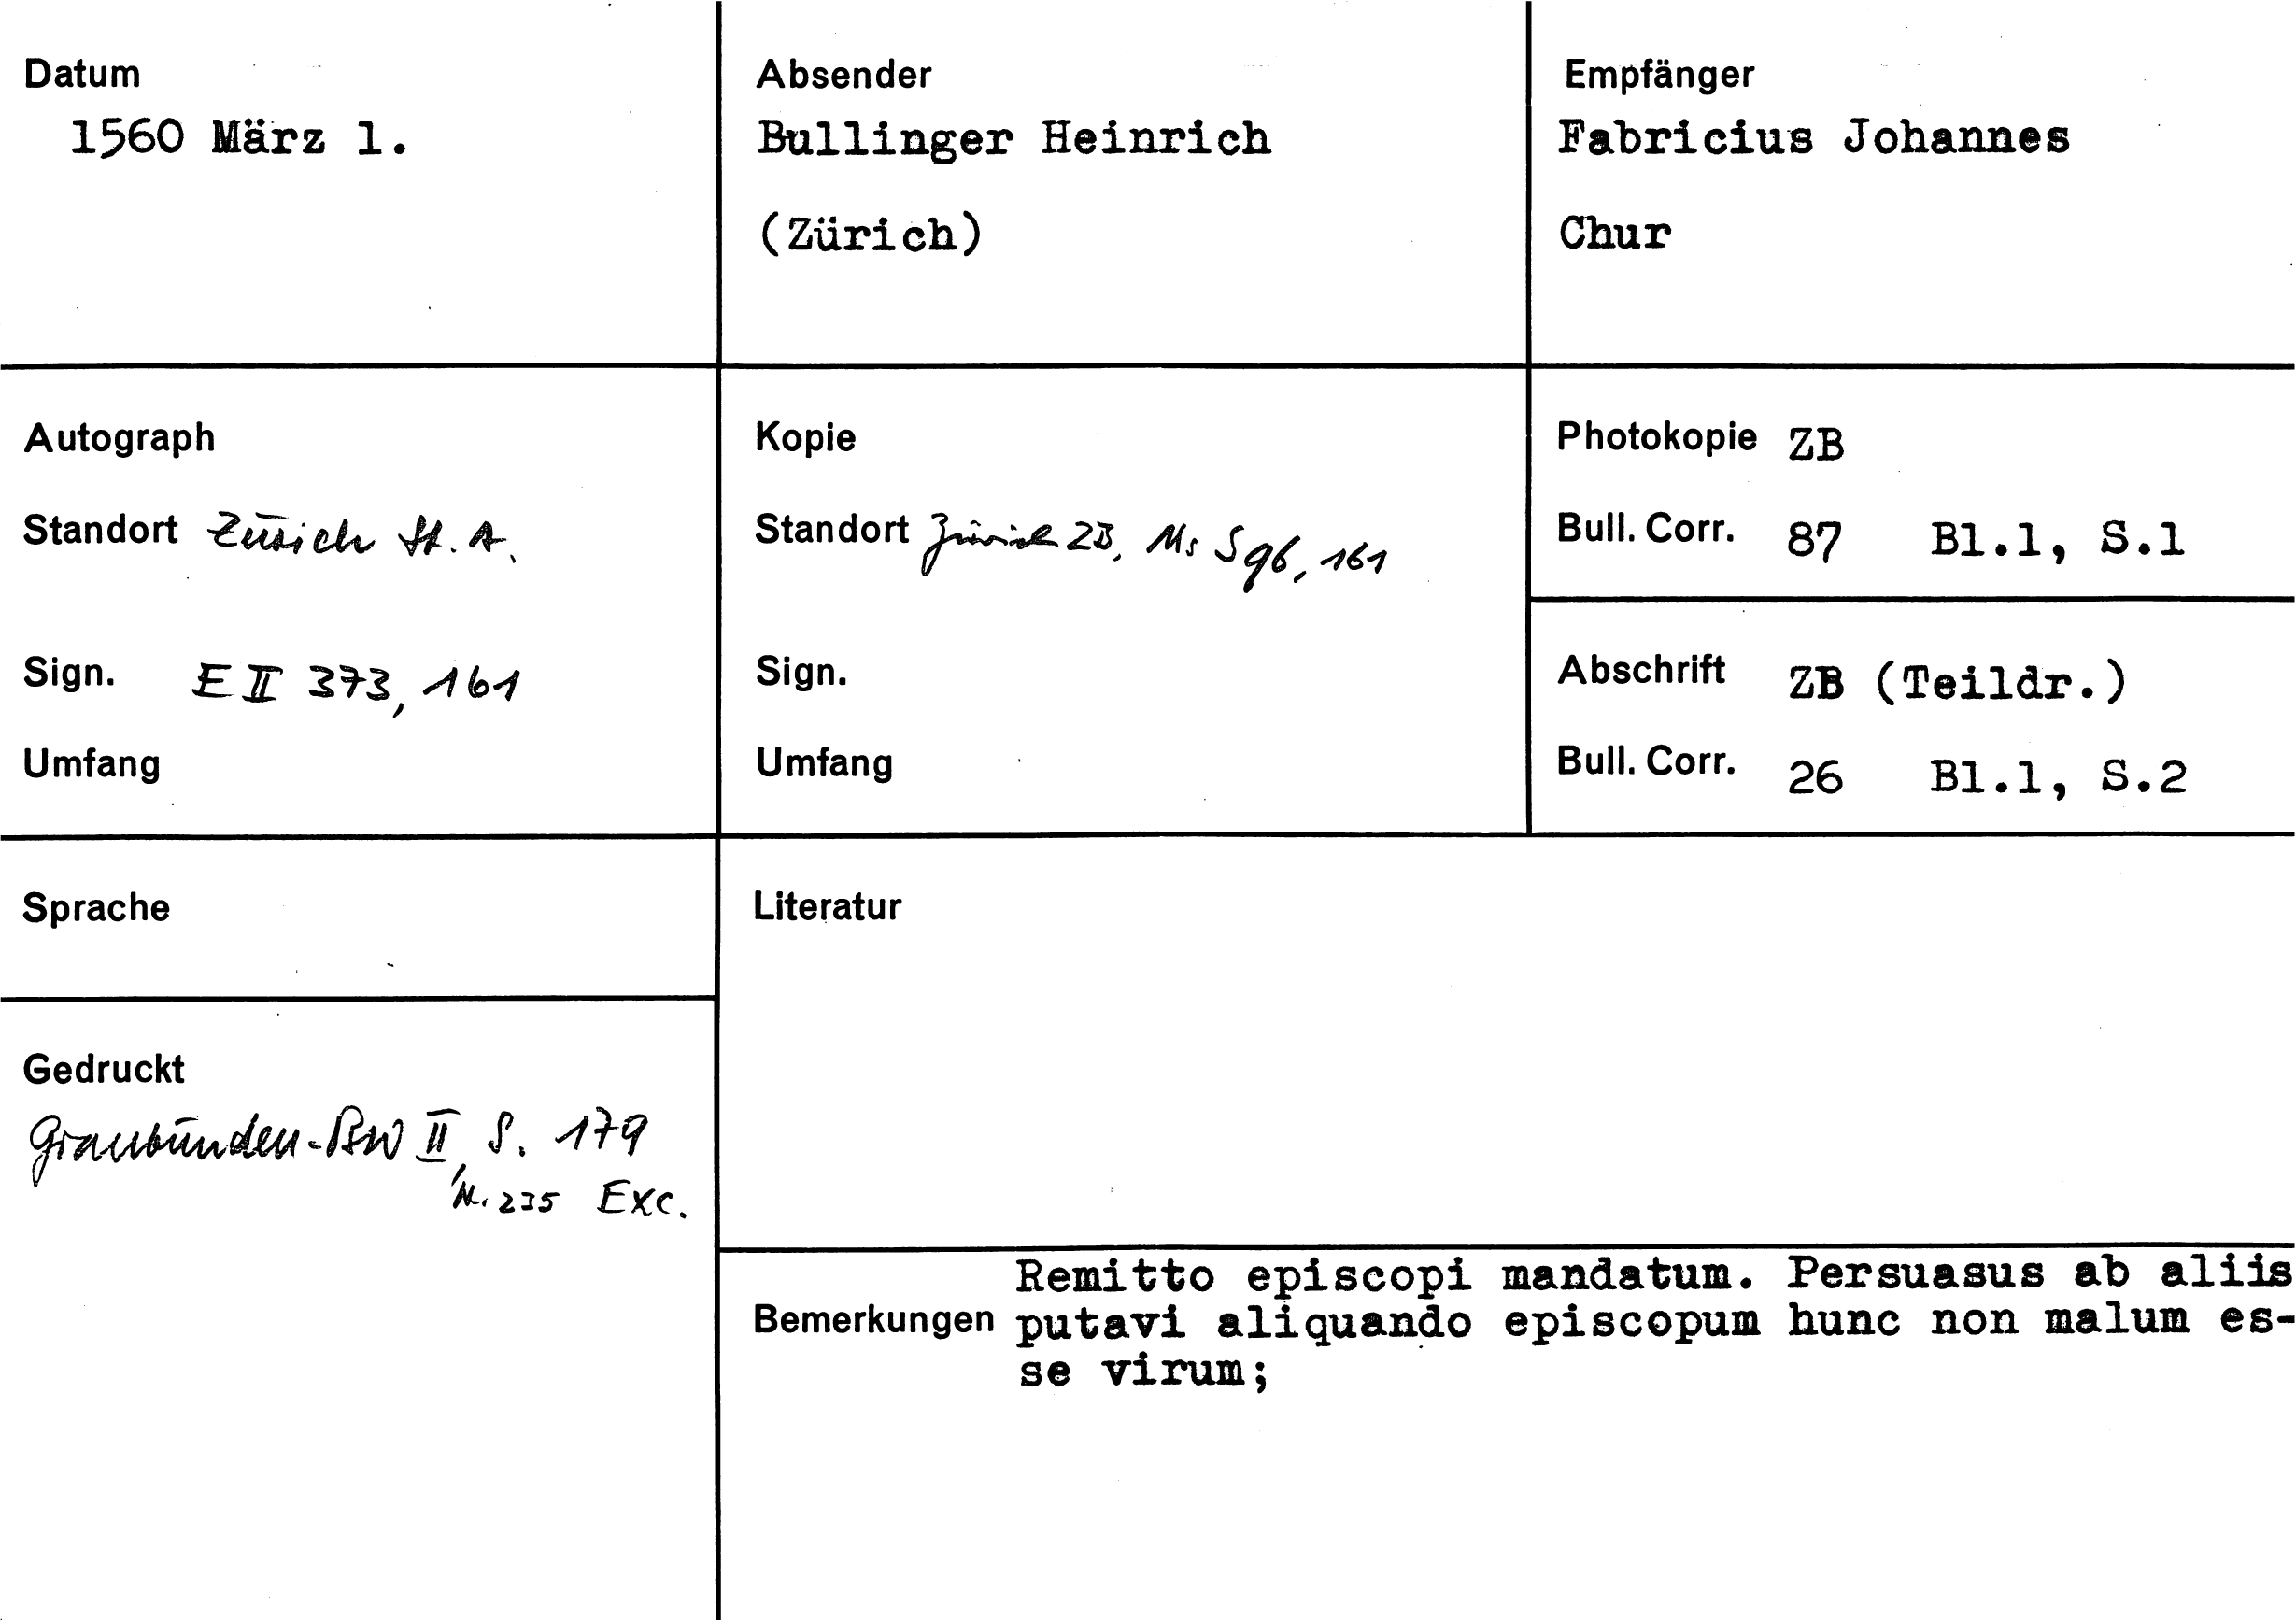 Datum
1560 März 1.
Absender
Bullinger Heinrich
(Zürich)
Empfänger
Fabricius Johannes
Chur
Autograph
Standort Zürich St. A.
Sign. E II 373, 161
Umfang
Kopie
Standort Zürich ZB, Ms S 96, 161
Sign.
Umfang
Photokopie ZB
Bull. Corr. 87 Bl.1, S.1
Abschrift ZB (Teildr.)
Bull. Corr. 26 Bl.1, S.2
Sprache
Literatur
Gedruckt
Graubünden-BW II, S. 179
N. 235 Exc.
Remitto episcopi mandatum. Persuasus ab aliis
Bemerkungen putavi aliquando episcopum hunc non malum es-
se virum;